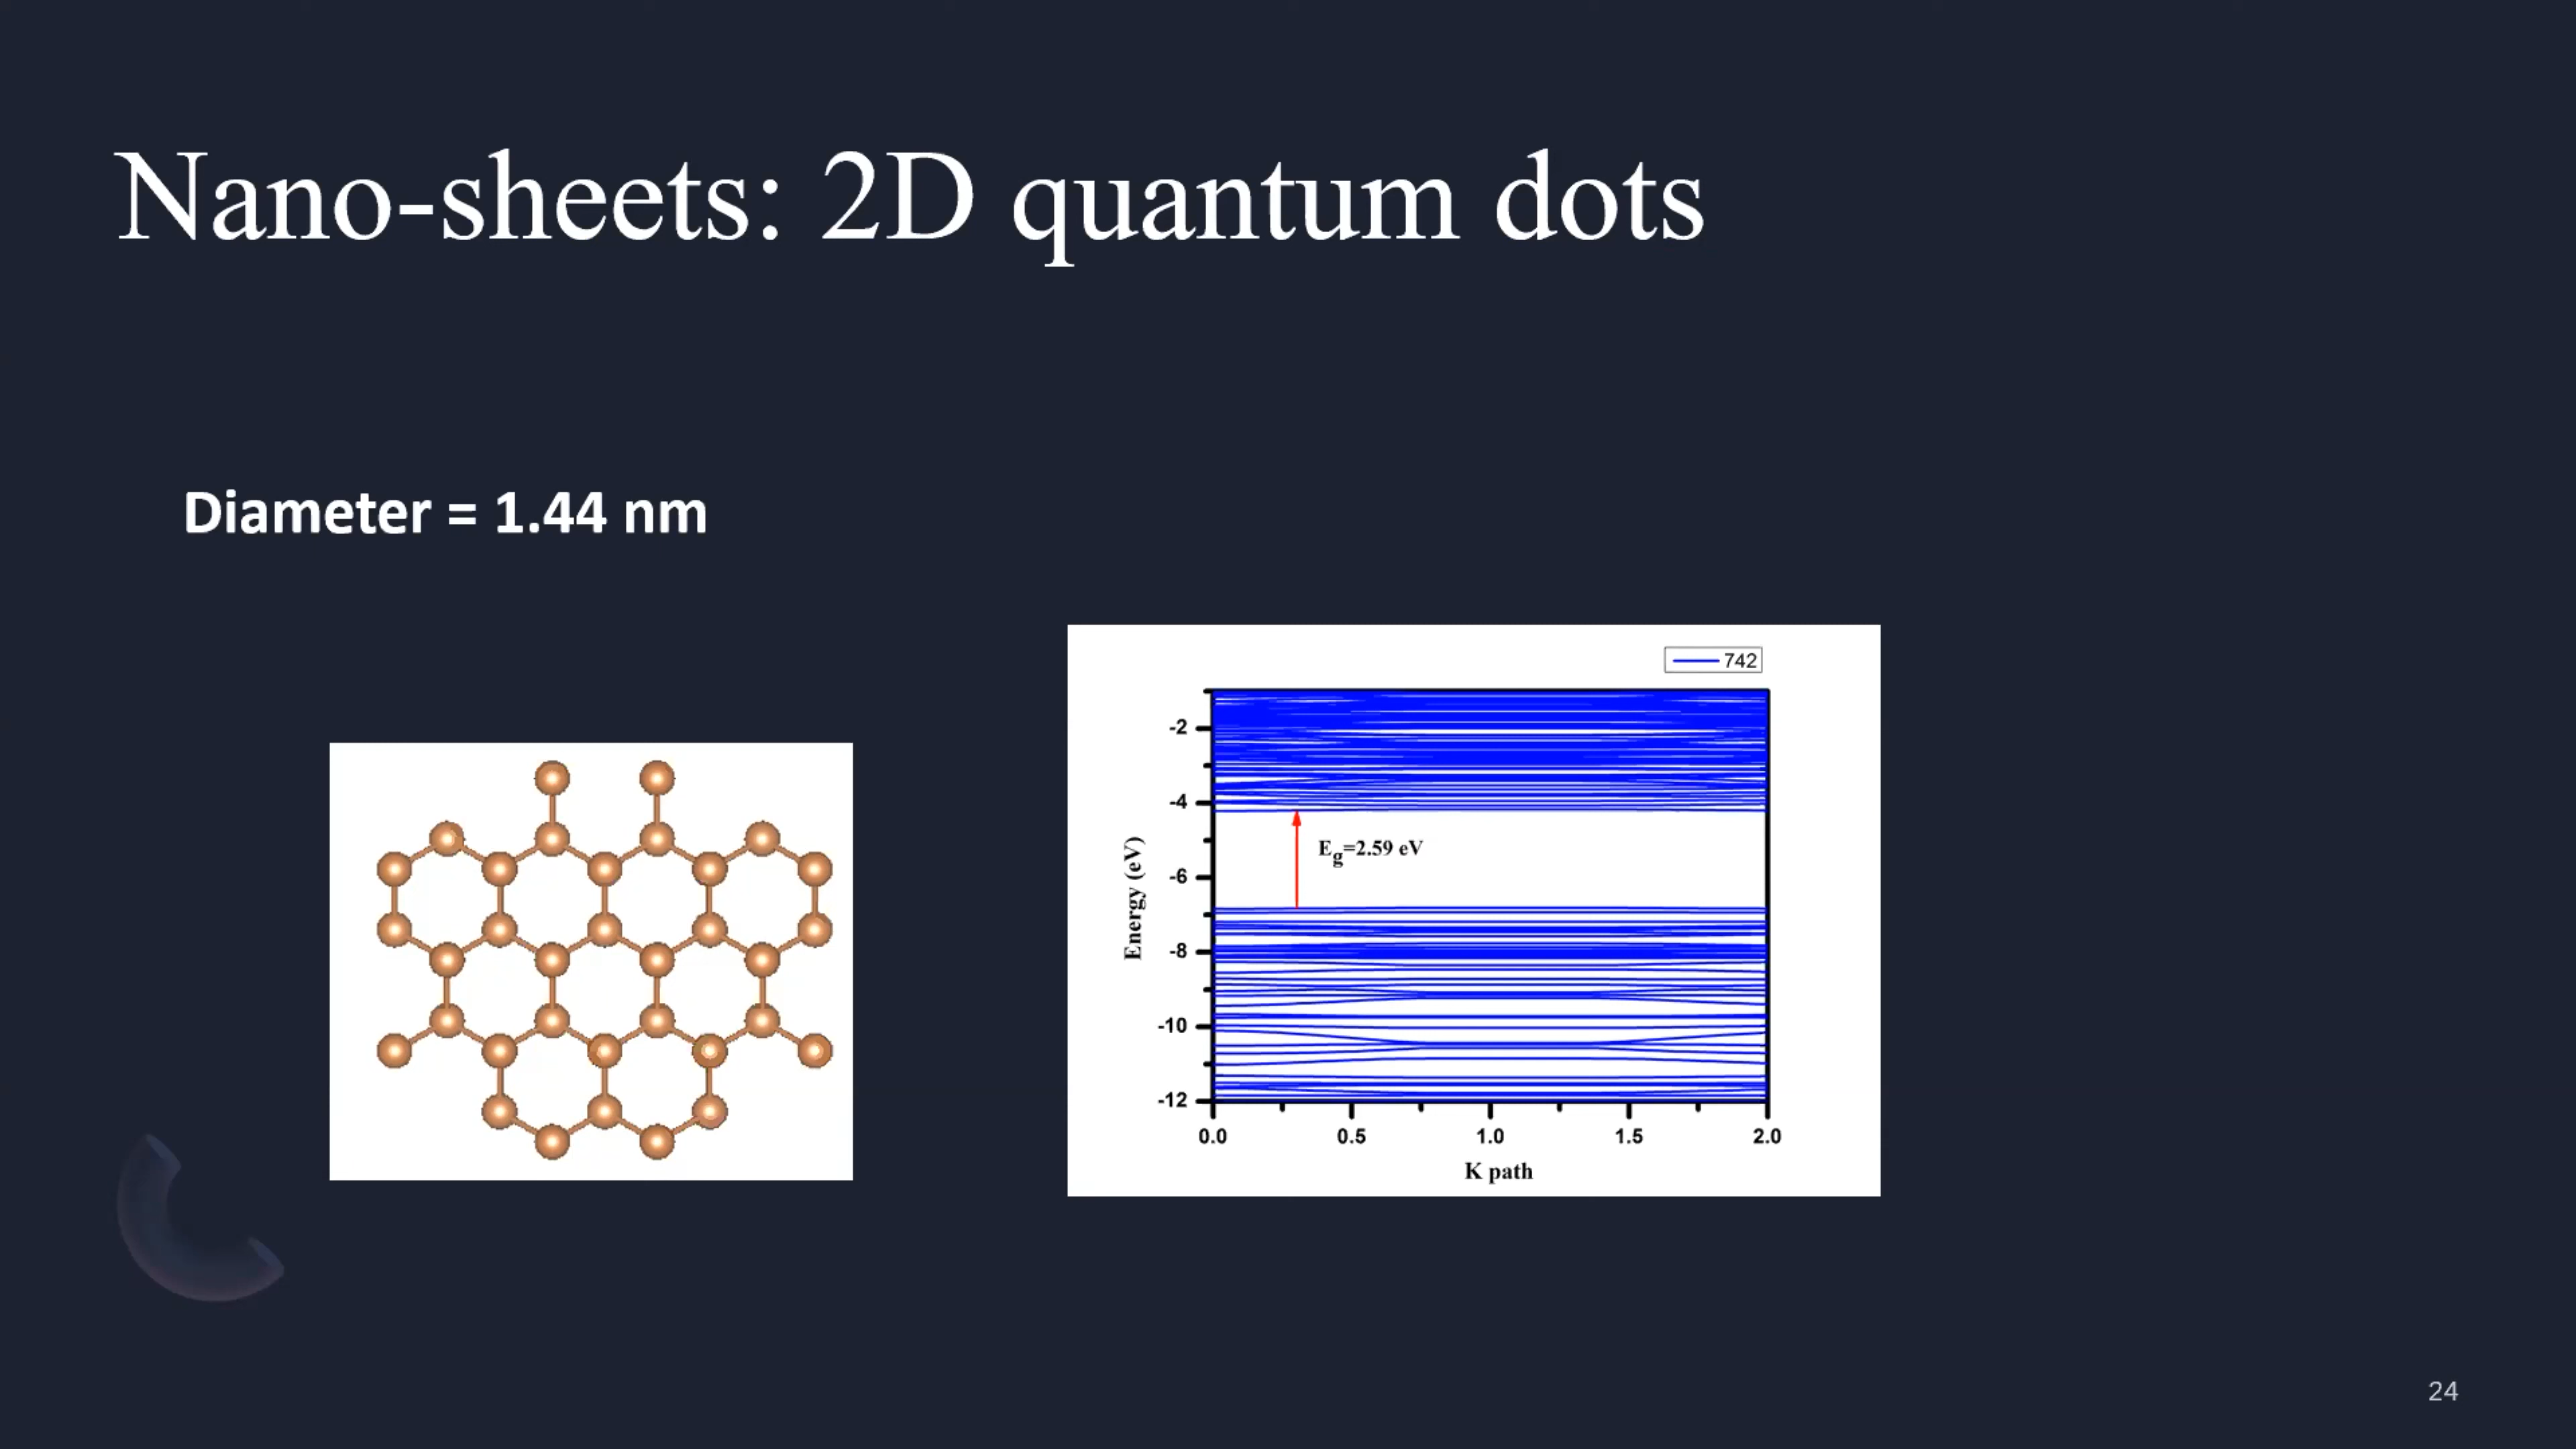 Nano-sheets: 2D quantum dots
Diameter = 1.44 nm
742
-2
-4
Eg=2.59 eV
-6
Energy (eV)
-8
-10
-12
0.0 0.5 1.0 1.5 2.0
K path
24